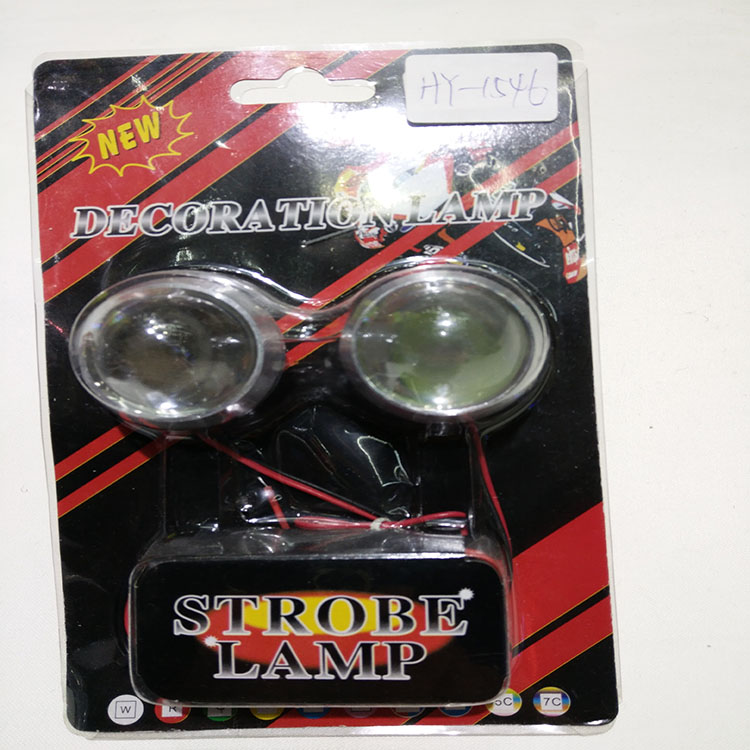 HY-1546
NEW
DECORATION LAMP
STROBE
LAMP
W R 5C 7C